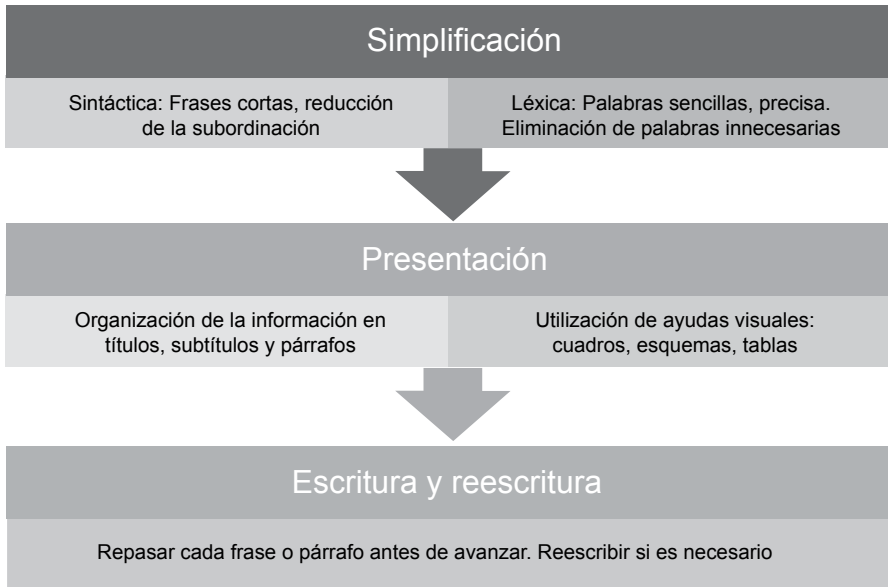 Simplificación
Sintáctica: Frases cortas, reducción
de la subordinación
Léxica: Palabras sencillas, precisa.
Eliminación de palabras innecesarias
Presentación
Organización de la información en
títulos, subtítulos y párrafos
Utilización de ayudas visuales:
cuadros, esquemas, tablas
Escritura y reescritura
Repasar cada frase o párrafo antes de avanzar. Reescribir si es necesario